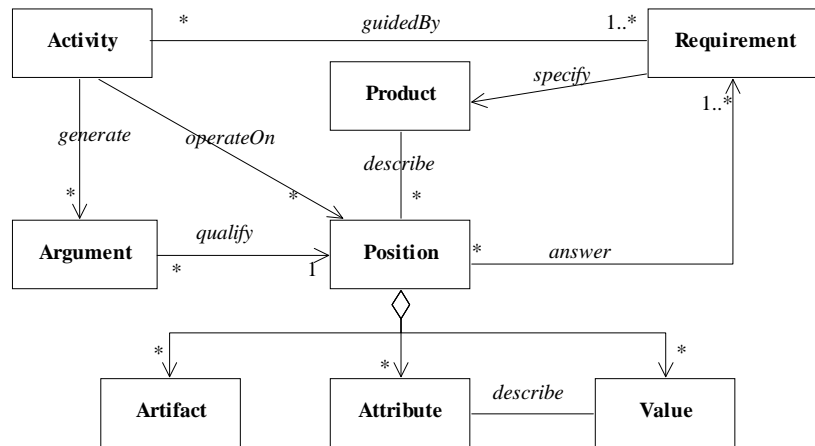 * guidedBy 1..*
Activity
Requirement
specify
Product
1..*
generate
operateOn
describe
* * *
Argument
qualify
Position
*
answer
* 1
* * *
Artifact
Attribute
describe
Value